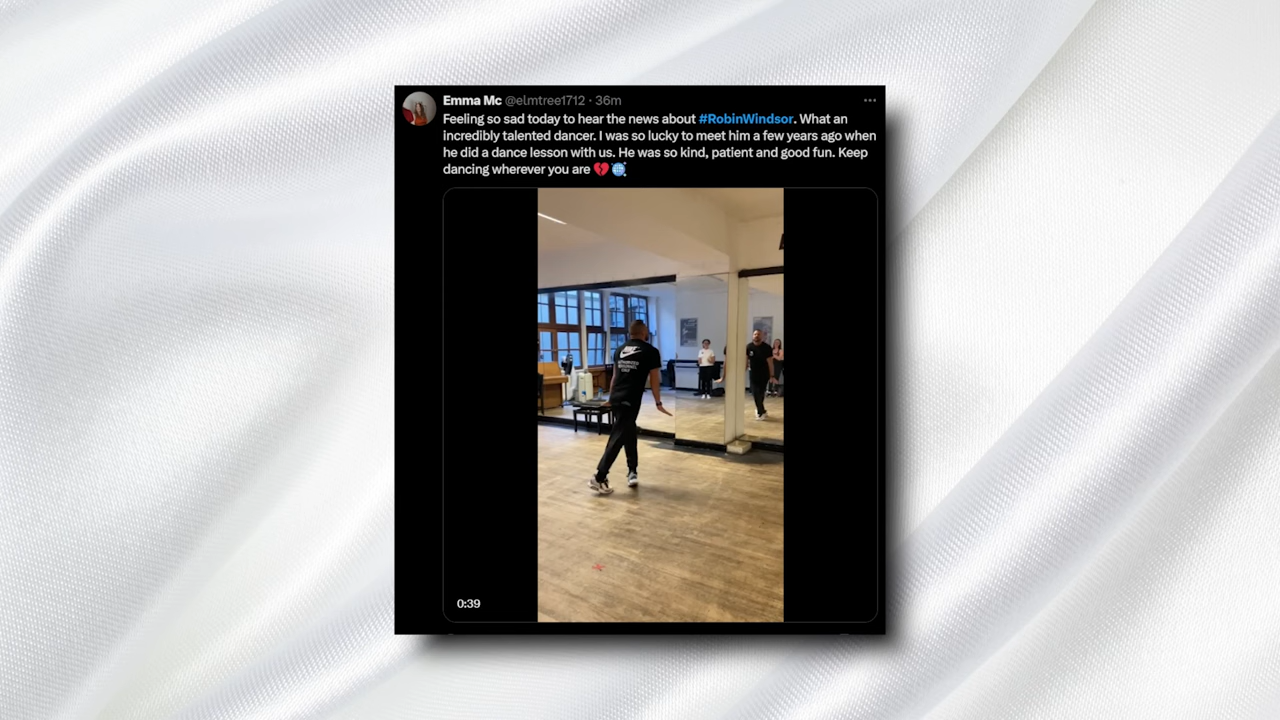 Emma Mc @elmtree1712 · 36m
Feeling so sad today to hear the news about #RobinWindsor. What an
incredibly talented dancer. I was so lucky to meet him a few years ago when
he did a dance lesson with us. He was so kind, patient and good fun. Keep
dancing wherever you are 💔 🪩
0:39